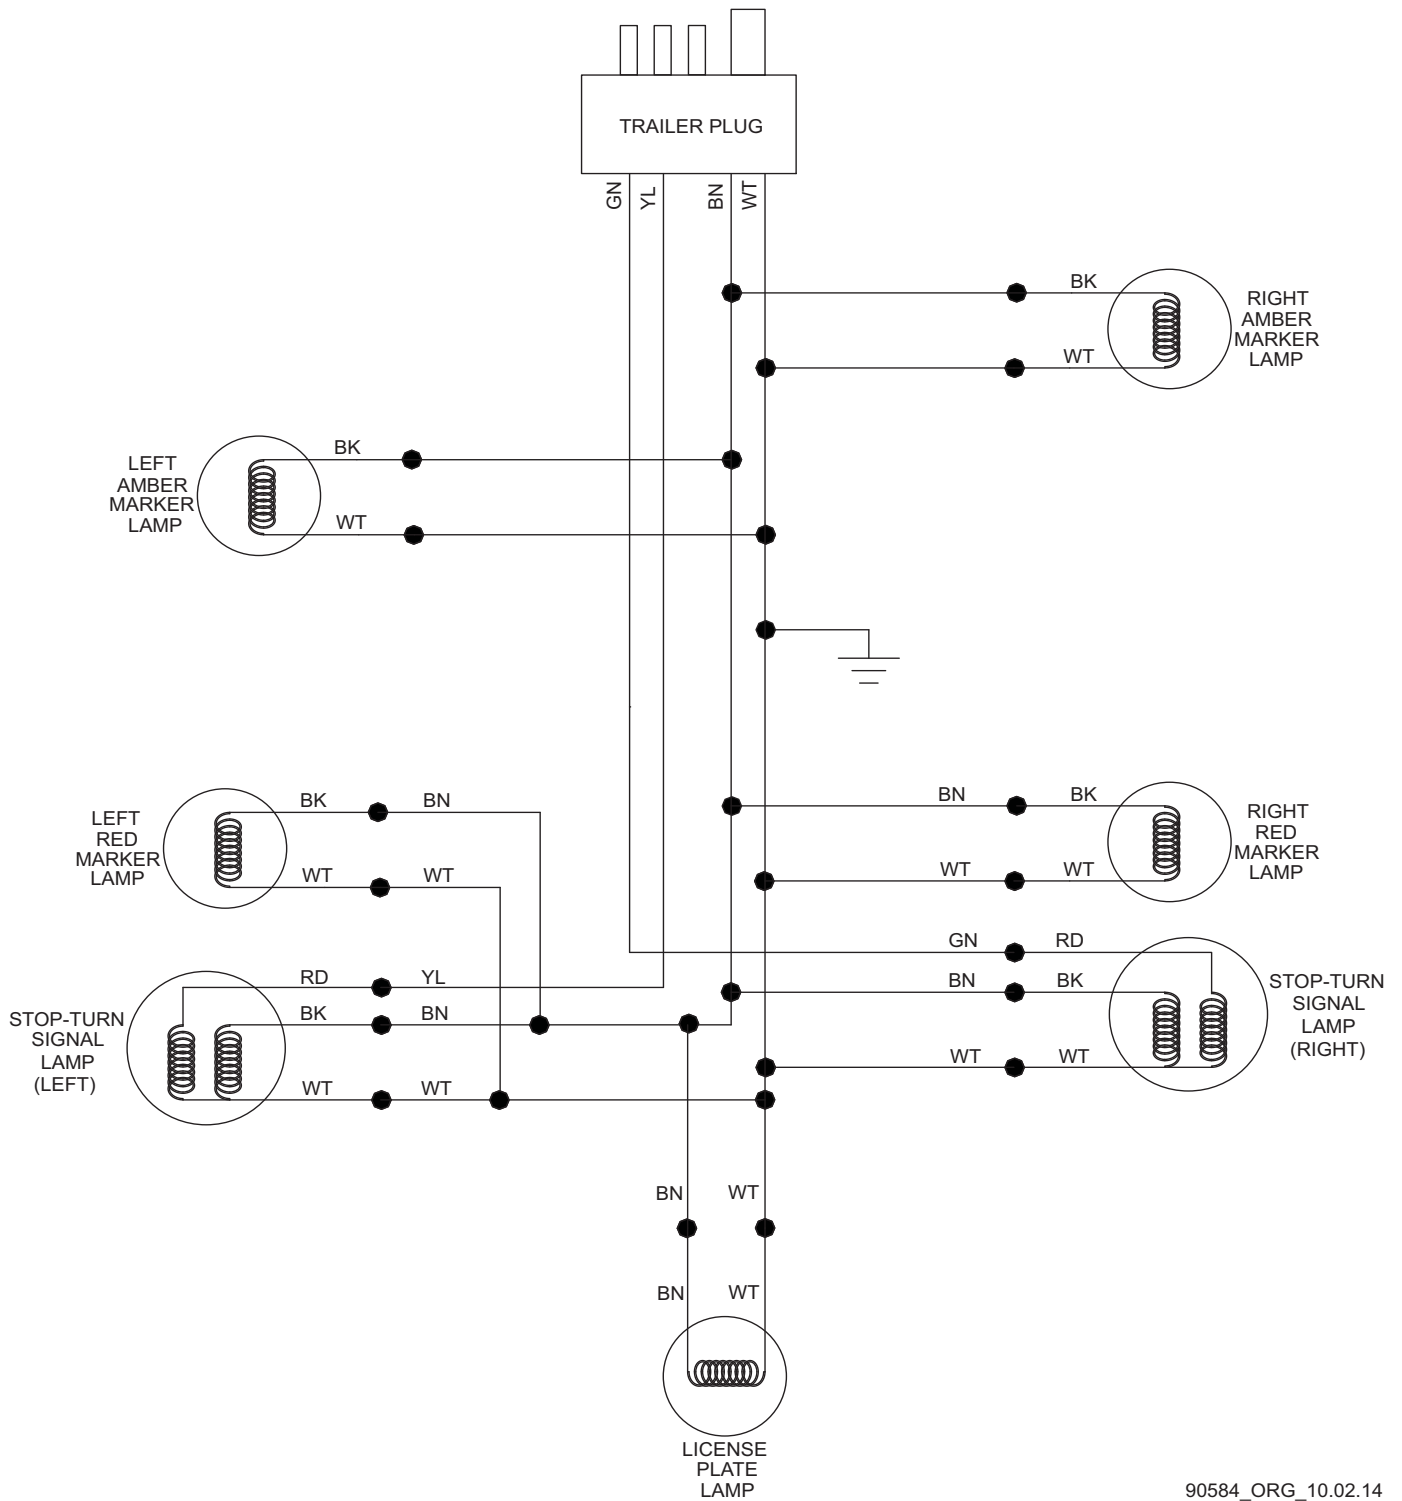 TRAILER PLUG
GN
YL
BN
WT
BK
RIGHT
AMBER
MARKER
LAMP
WT
BK
LEFT
AMBER
MARKER
LAMP
WT
BK
BN
LEFT
RED
MARKER
LAMP
WT
WT
BN
BK
RIGHT
RED
MARKER
LAMP
WT
WT
GN
RD
BN
BK
STOP-TURN
SIGNAL
LAMP
(RIGHT)
WT
WT
RD
YL
BK
BN
STOP-TURN
SIGNAL
LAMP
(LEFT)
WT
WT
BN
WT
BN
WT
LICENSE
PLATE
LAMP
90584_ORG_10.02.14